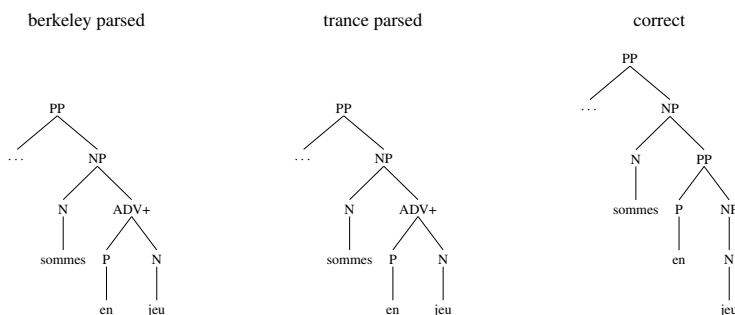 berkeley parsed trance parsed correct
PP
... NP
PP PP
... NP ... NP N PP
N ADV+ N ADV+ sommes P NP
sommes P N sommes P N en N
en jeu en jeu jeu